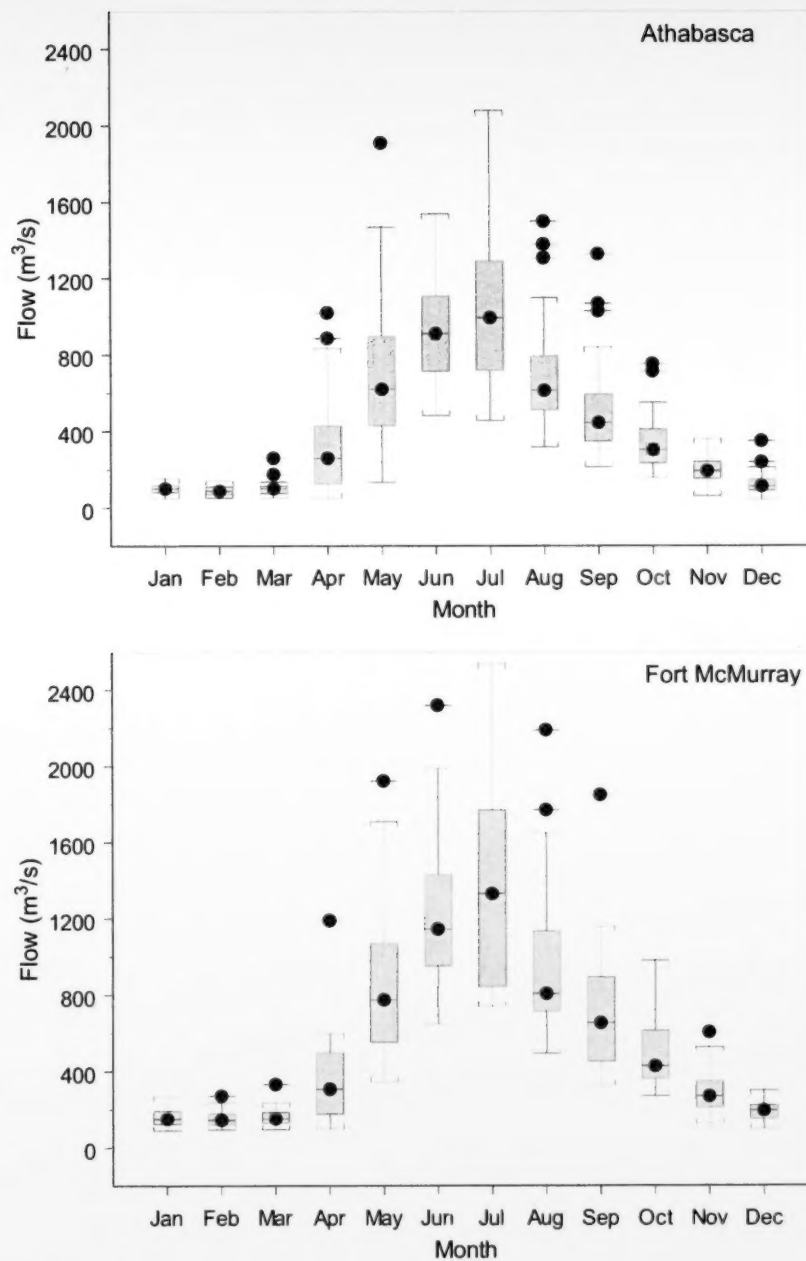 Athabasca
2400
2000
1600
1200
800
400
0
Flow (m³/s)
Jan Feb Mar Apr May Jun Jul Aug Sep Oct Nov Dec
Month
Fort McMurray
2400
2000
1600
1200
800
400
0
Flow (m³/s)
Jan Feb Mar Apr May Jun Jul Aug Sep Oct Nov Dec
Month